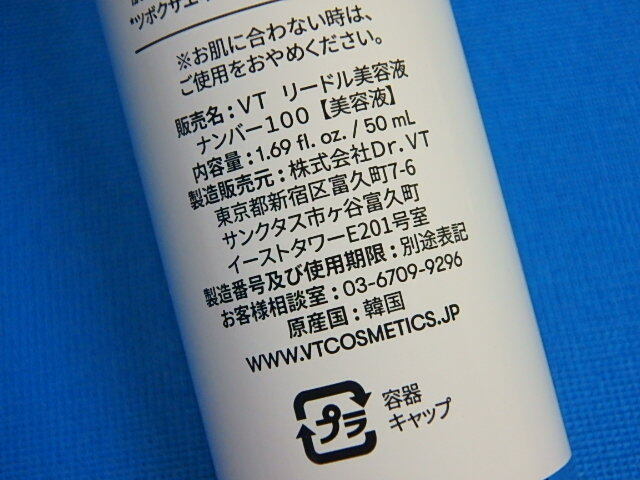 *ツボクサエ
※お肌に合わない時は、
ご使用をおやめください。
販売名：VT リードル美容液
ナンバー100【美容液】
内容量：1.69 fl. oz. / 50 mL
製造販売元：株式会社Dr. VT
東京都新宿区富久町7-6
サンクタス市ヶ谷富久町
イーストタワーE201号室
製造番号及び使用期限：別途表記
お客様相談室：03-6709-9296
原産国：韓国
WWW.VTCOSMETICS.JP
プラ
容器
キャップ